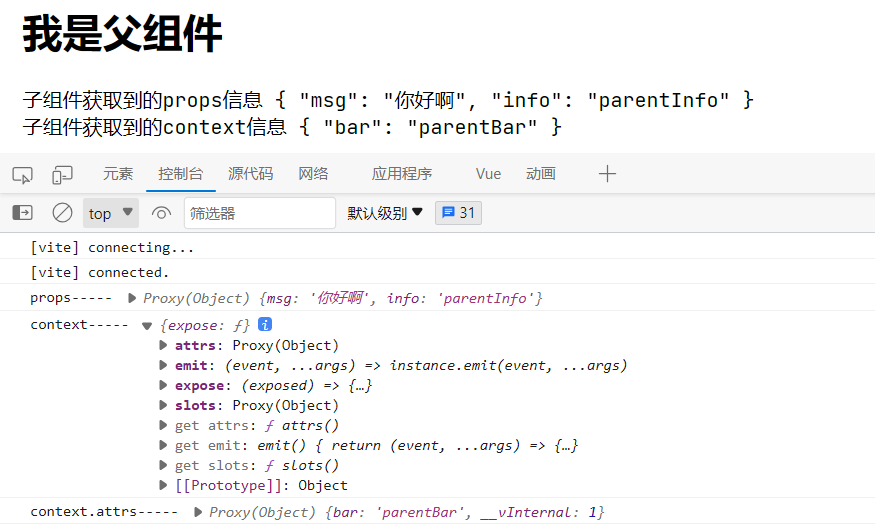 我是父组件
子组件获取到的props信息 { "msg": "你好啊", "info": "parentInfo" }
子组件获取到的context信息 { "bar": "parentBar" }
元素 控制台 源代码 网络 应用程序 Vue 动画
top 筛选器 默认级别 31
[vite] connecting...
[vite] connected.
props----- Proxy(Object) {msg: '你好啊', info: 'parentInfo'}
context----- {expose: ƒ} i
attrs: Proxy(Object)
emit: (event, ...args) => instance.emit(event, ...args)
expose: (exposed) => {…}
slots: Proxy(Object)
get attrs: ƒ attrs()
get emit: emit() { return (event, ...args) => {…}
get slots: ƒ slots()
[[Prototype]]: Object
context.attrs----- Proxy(Object) {bar: 'parentBar', __vInternal: 1}